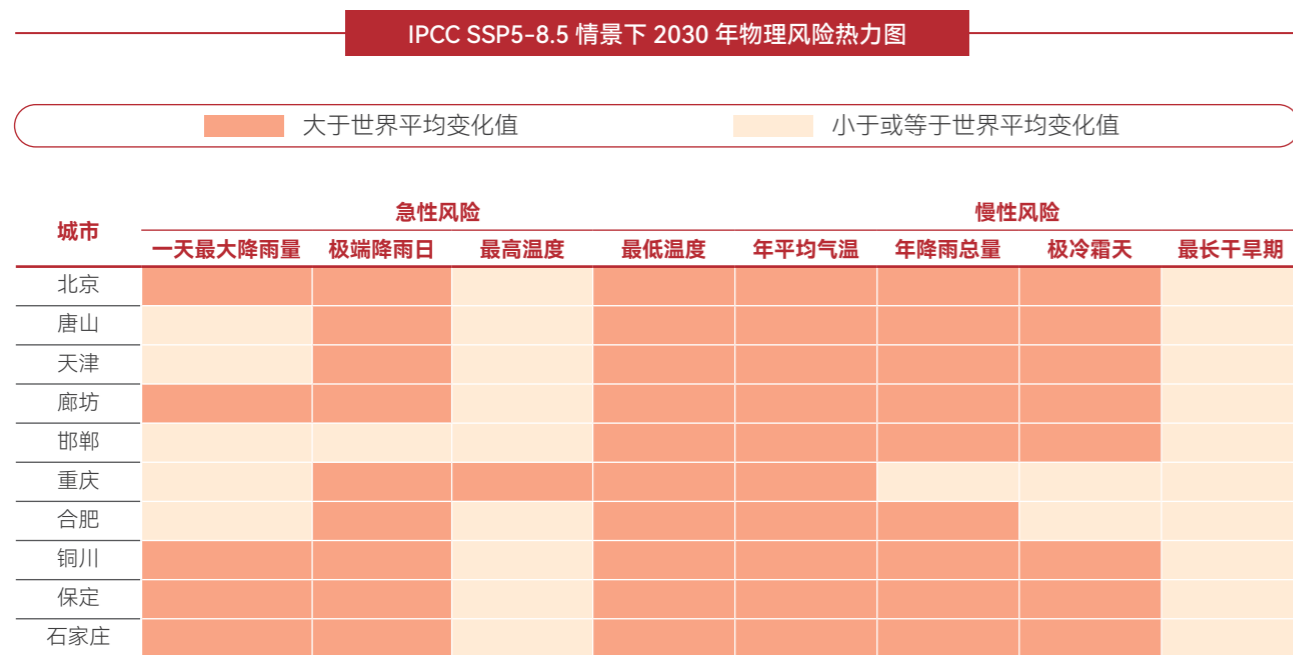 IPCC SSP5-8.5 情景下 2030 年物理风险热力图
大于世界平均变化值 小于或等于世界平均变化值
城市 急性风险 慢性风险
一天最大降雨量 极端降雨日 最高温度 最低温度 年平均气温 年降雨总量 极冷霜天 最长干旱期
北京
唐山
天津
廊坊
邯郸
重庆
合肥
铜川
保定
石家庄